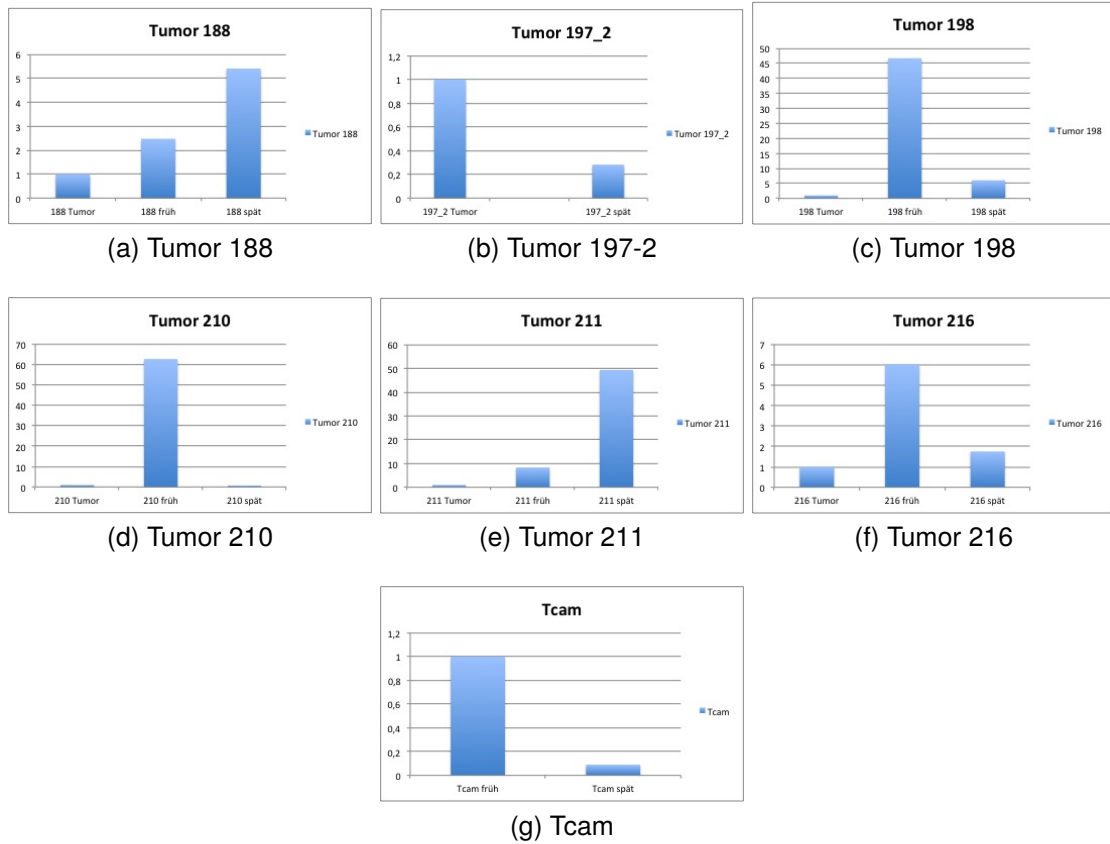 Tumor 188
6
5
4
3
2
1
0
188 Tumor 188 früh 188 spät
Tumor 188
(a) Tumor 188
Tumor 197_2
1,2
1
0,8
0,6
0,4
0,2
0
197_2 Tumor 197_2 spät
Tumor 197_2
(b) Tumor 197-2
Tumor 198
50
45
40
35
30
25
20
15
10
5
0
198 Tumor 198 früh 198 spät
Tumor 198
(c) Tumor 198
Tumor 210
70
60
50
40
30
20
10
0
210 Tumor 210 früh 210 spät
Tumor 210
(d) Tumor 210
Tumor 211
60
50
40
30
20
10
0
211 Tumor 211 früh 211 spät
Tumor 211
(e) Tumor 211
Tumor 216
7
6
5
4
3
2
1
0
216 Tumor 216 früh 216 spät
Tumor 216
(f) Tumor 216
Tcam
1,2
1
0,8
0,6
0,4
0,2
0
Tcam früh Tcam spät
Tcam
(g) Tcam